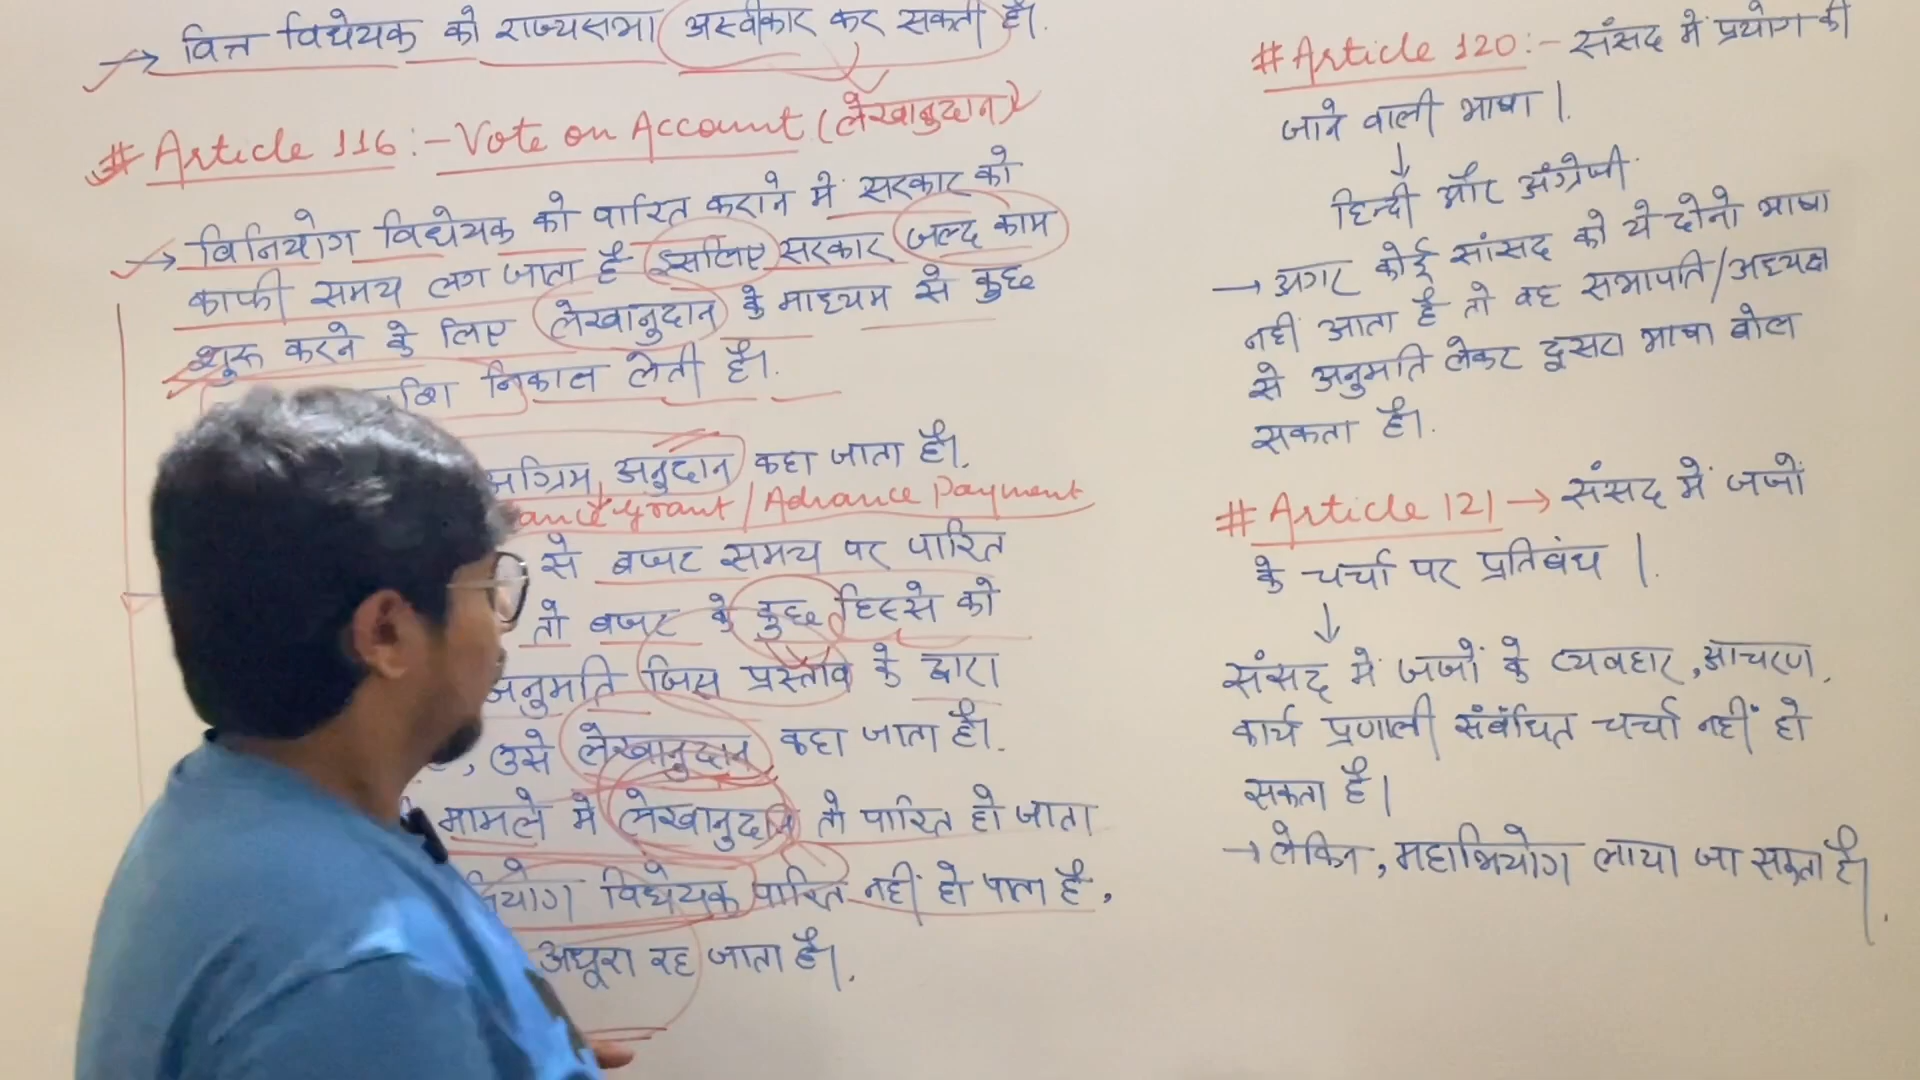 → वित्त विधेयक को राज्यसभा अस्वीकार कर सकती है।
# Article 116:- Vote on Account (लेखानुदान)
→ विनियोग विधेयक को पारित कराने में सरकार को
काफी समय लग जाता है इसलिए सरकार जल्द काम
शुरू करने के लिए लेखानुदान के माध्यम से कुछ
निकाल लेती है।
अग्रिम अनुदान कहा जाता है।
Grant / Advance Payment
से बजट समय पर पारित
तो बजट के कुछ हिस्से को
अनुमति जिस प्रस्ताव के द्वारा
, उसे लेखानुदान कहा जाता है।
मामले में लेखानुदान तो पारित हो जाता
विधेयक पारित नहीं हो पाता है,
अधूरा रह जाता है।
# Article 120:- संसद में प्रयोग की
जाने वाली भाषा।
↓
हिन्दी और अंग्रेजी
→ अगर कोई सांसद को ये दोनो भाषा
नहीं आता है तो वह सभापति/अध्यक्ष
से अनुमति लेकर दूसरा भाषा बोल
सकता है।
# Article 121 → संसद में जजों
के चर्चा पर प्रतिबंध।
↓
संसद में जजों के व्यवहार, आचरण,
कार्य प्रणाली संबंधित चर्चा नहीं हो
सकता है।
→ लेकिन, महाभियोग लाया जा सकता है।